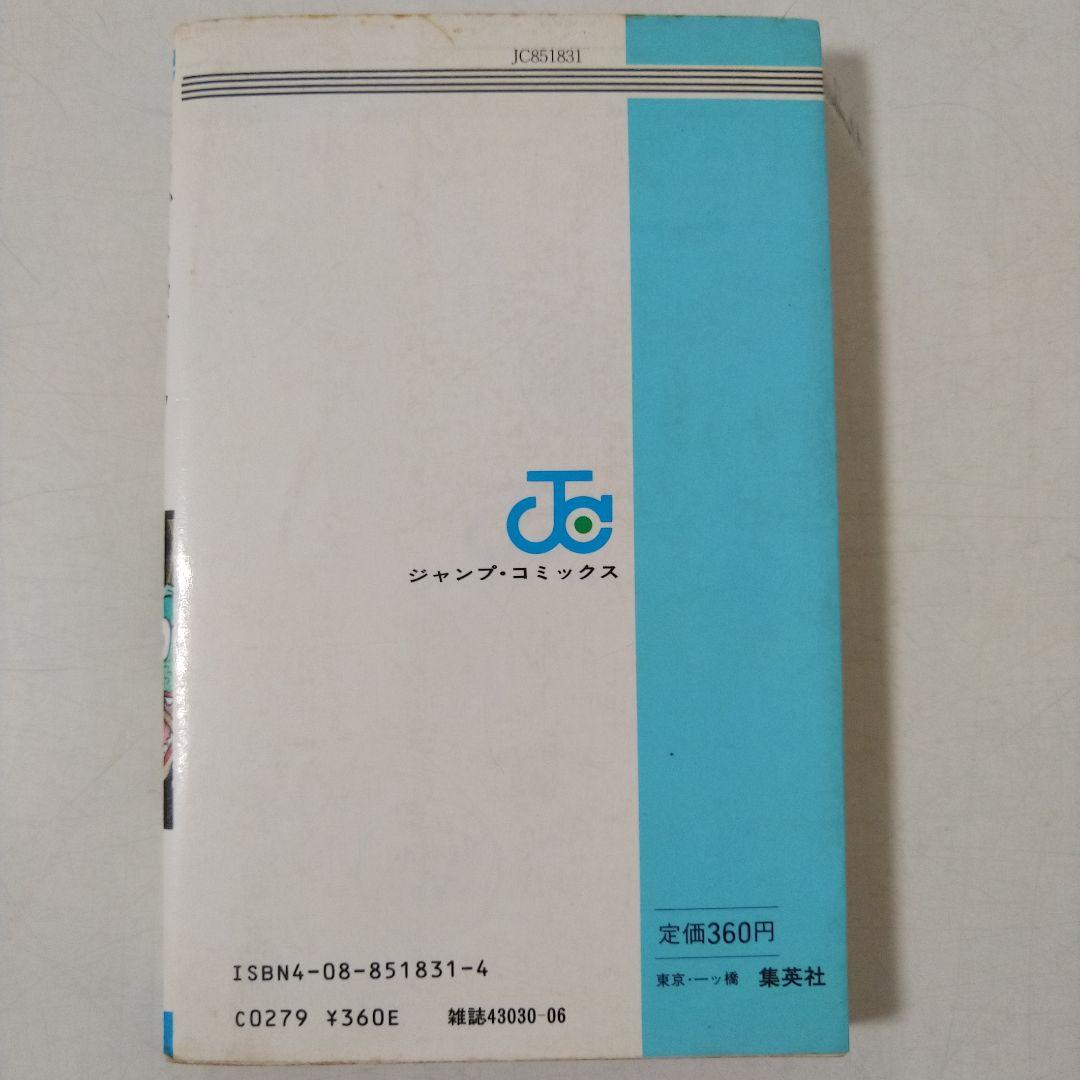 JC851831
JC
ジャンプ・コミックス
定価360円
東京・一ッ橋 集英社
ISBN4-08-851831-4
C0279 ¥360E 雑誌43030-06